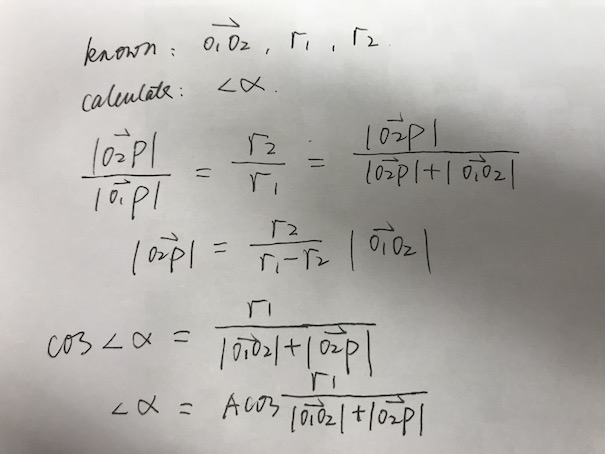 known: $\overrightarrow{o_1o_2}$, $r_1$, $r_2$
calculate: $\angle\alpha$.
$\frac{|\overrightarrow{o_2p}|}{|\overrightarrow{o_1p}|} = \frac{r_2}{r_1} = \frac{|\overrightarrow{o_2p}|}{|\overrightarrow{o_2p}|+|\overrightarrow{o_1o_2}|}$
$|\overrightarrow{o_2p}| = \frac{r_2}{r_1-r_2}|\overrightarrow{o_1o_2}|$
$\cos\angle\alpha = \frac{r_1}{|\overrightarrow{o_1o_2}|+|\overrightarrow{o_2p}|}$
$\angle\alpha = A\cos\frac{r_1}{|\overrightarrow{o_1o_2}|+|\overrightarrow{o_2p}|}$